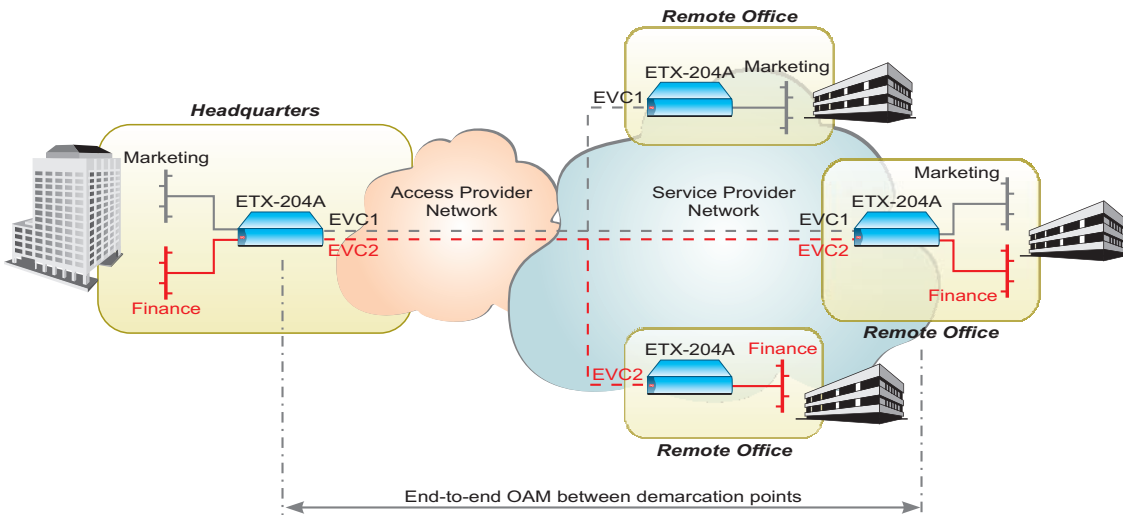 Remote Office
ETX-204A
Marketing
EVC1
Headquarters
Marketing
ETX-204A
EVC1
EVC2
Finance
Access Provider
Network
Service Provider
Network
Marketing
ETX-204A
EVC1
EVC2
Finance
Remote Office
ETX-204A
Finance
EVC2
Remote Office
End-to-end OAM between demarcation points